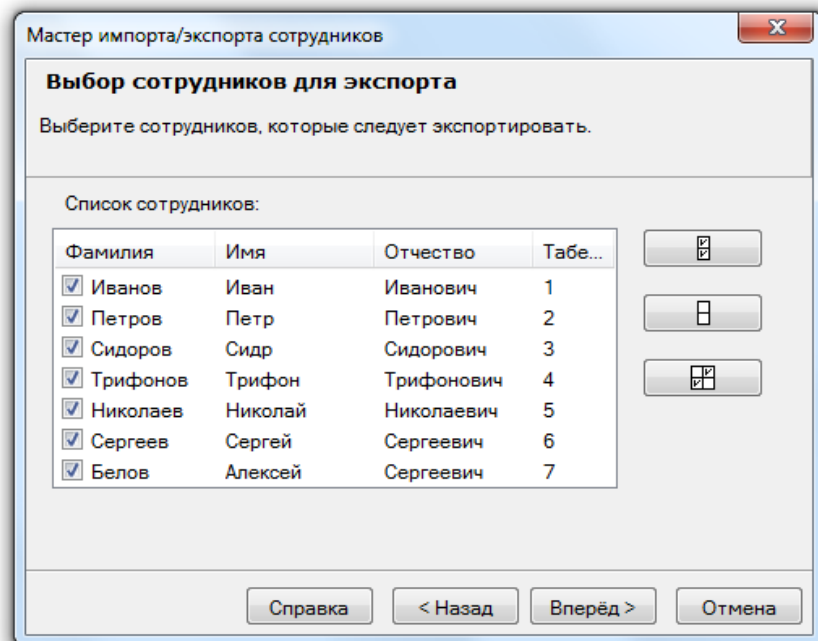 Мастер импорта/экспорта сотрудников
Выбор сотрудников для экспорта
Выберите сотрудников, которые следует экспортировать.
Список сотрудников:
Фамилия Имя Отчество Табе...
Иванов Иван Иванович 1
Петров Петр Петрович 2
Сидоров Сидр Сидорович 3
Трифонов Трифон Трифонович 4
Николаев Николай Николаевич 5
Сергеев Сергей Сергеевич 6
Белов Алексей Сергеевич 7
Справка < Назад Вперёд > Отмена